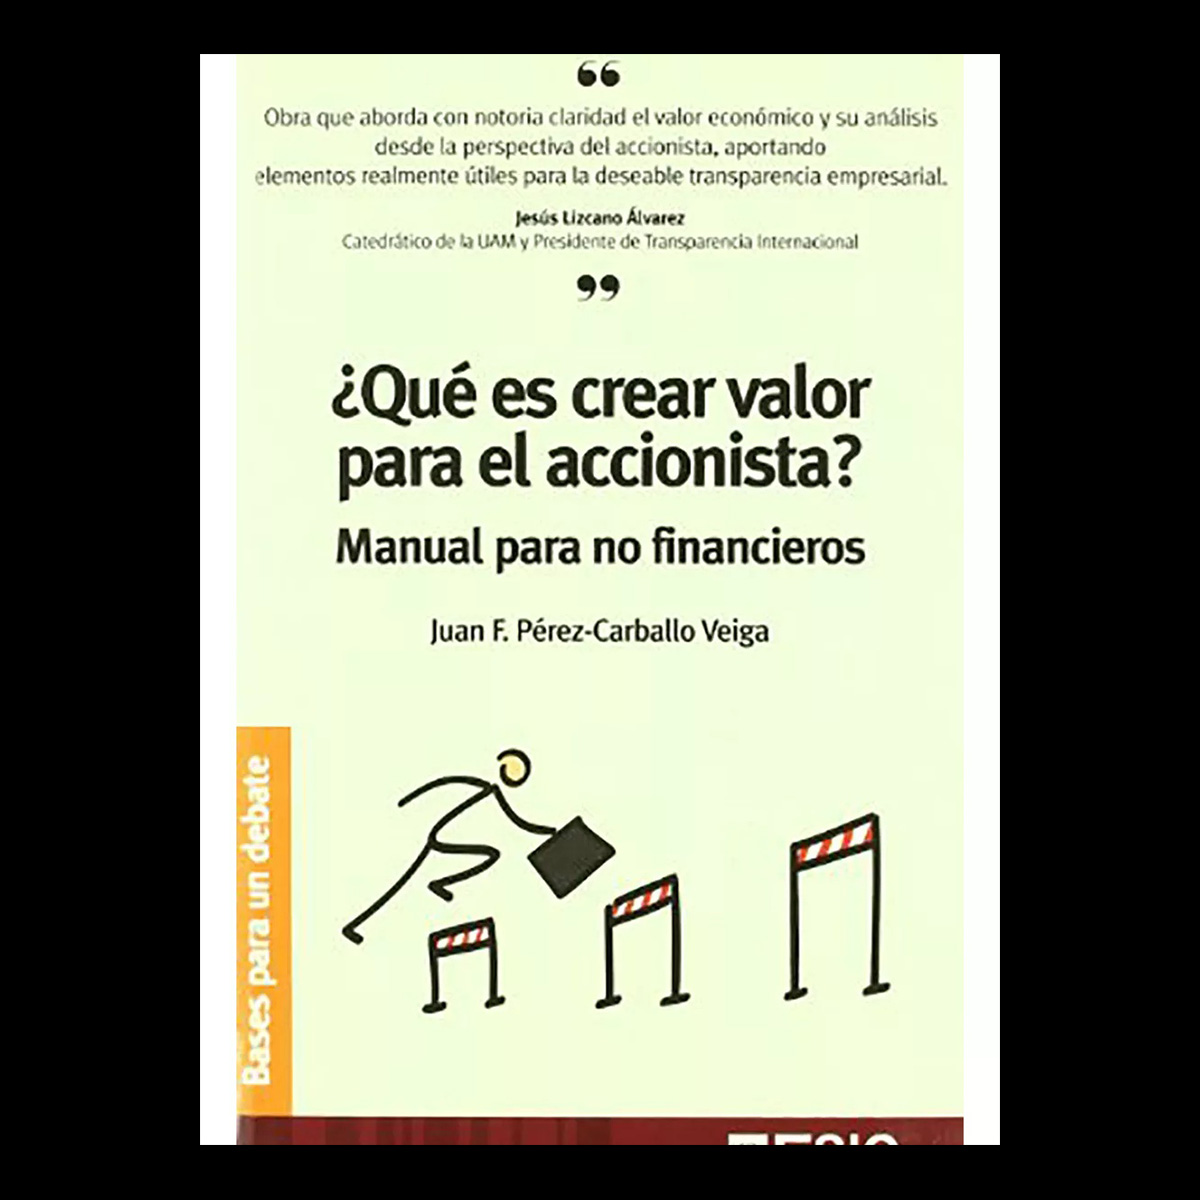 “
Obra que aborda con notoria claridad el valor económico y su análisis
desde la perspectiva del accionista, aportando
elementos realmente útiles para la deseable transparencia empresarial.
Jesús Lizcano Álvarez
Catedrático de la UAM y Presidente de Transparencia Internacional
”
¿Qué es crear valor
para el accionista?
Manual para no financieros
Juan F. Pérez-Carballo Veiga
Bases para un debate